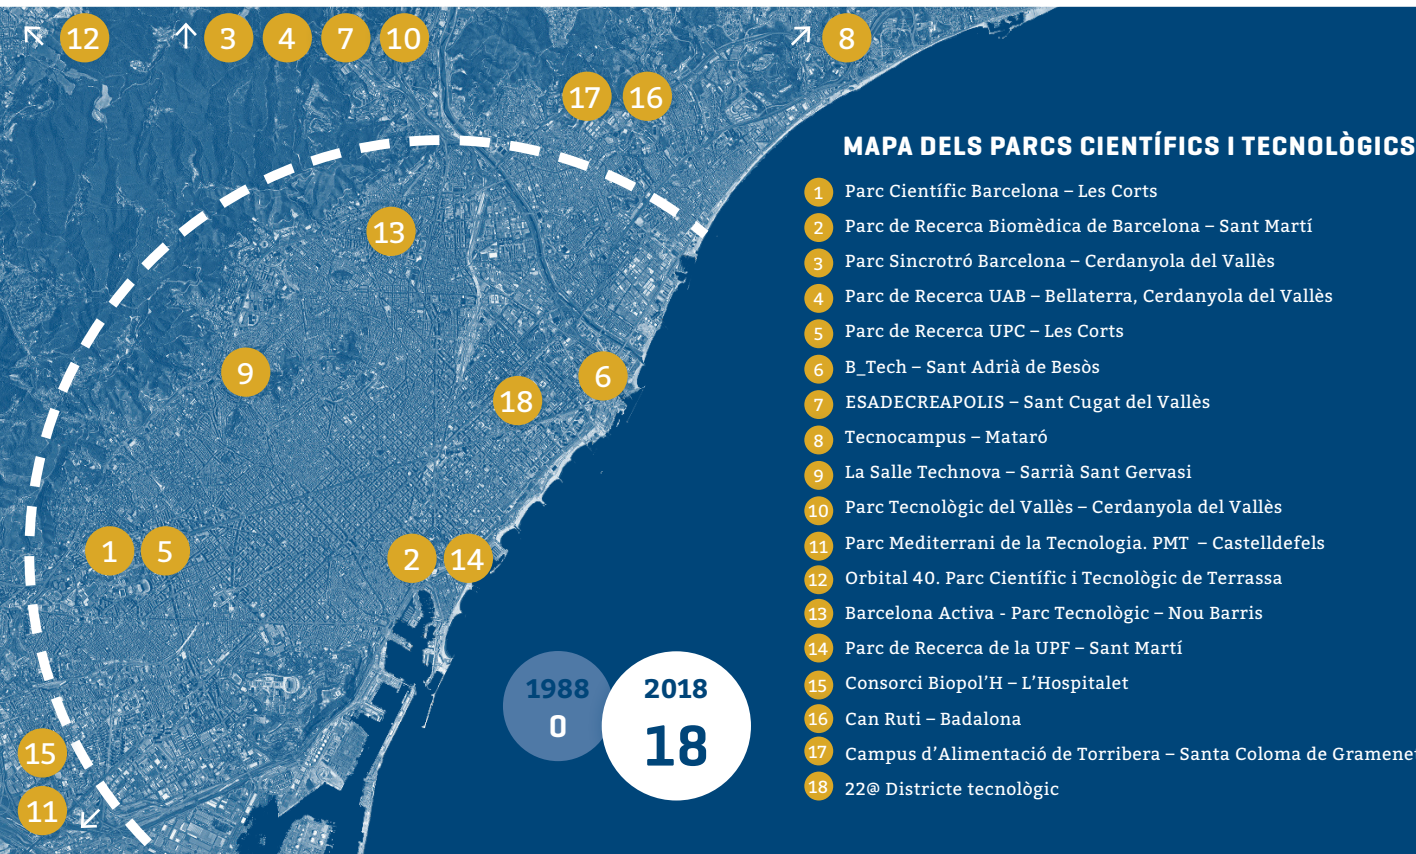 12
3 4 7 10
8
17 16
13
9
18
6
1 5
2 14
15
11
1988
0
2018
18
MAPA DELS PARCS CIENTÍFICS I TECNOLÒGICS
1 Parc Científic Barcelona – Les Corts
2 Parc de Recerca Biomèdica de Barcelona – Sant Martí
3 Parc Sincrotró Barcelona – Cerdanyola del Vallès
4 Parc de Recerca UAB – Bellaterra, Cerdanyola del Vallès
5 Parc de Recerca UPC – Les Corts
6 B_Tech – Sant Adrià de Besòs
7 ESADECREAPOLIS – Sant Cugat del Vallès
8 Tecnocampus – Mataró
9 La Salle Technova – Sarrià Sant Gervasi
10 Parc Tecnològic del Vallès – Cerdanyola del Vallès
11 Parc Mediterrani de la Tecnologia. PMT – Castelldefels
12 Orbital 40. Parc Científic i Tecnològic de Terrassa
13 Barcelona Activa - Parc Tecnològic – Nou Barris
14 Parc de Recerca de la UPF – Sant Martí
15 Consorci Biopol’H – L’Hospitalet
16 Can Ruti – Badalona
17 Campus d’Alimentació de Torribera – Santa Coloma de Gramenet
18 22@ Districte tecnològic